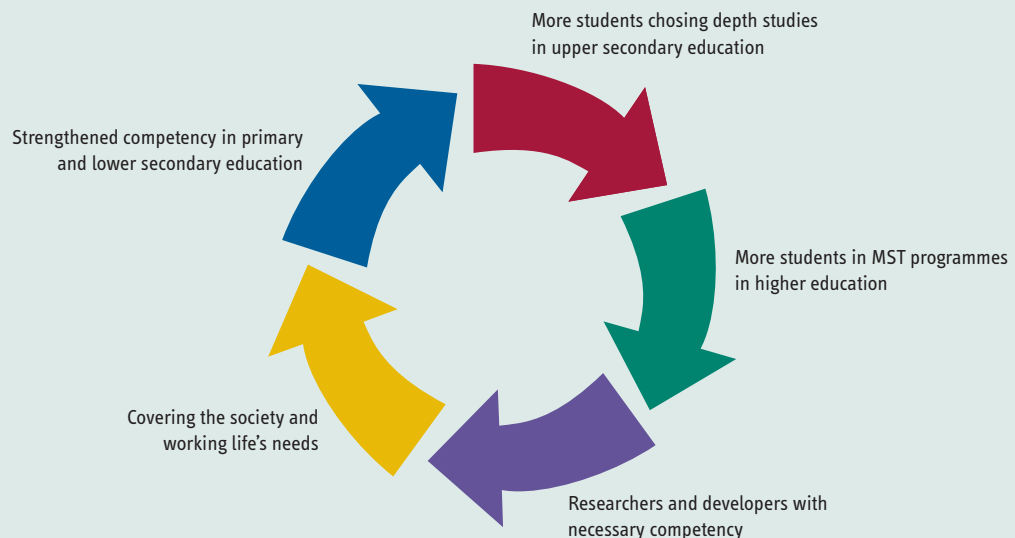 More students chosing depth studies
in upper secondary education
More students in MST programmes
in higher education
Researchers and developers with
necessary competency
Covering the society and
working life's needs
Strengthened competency in primary
and lower secondary education